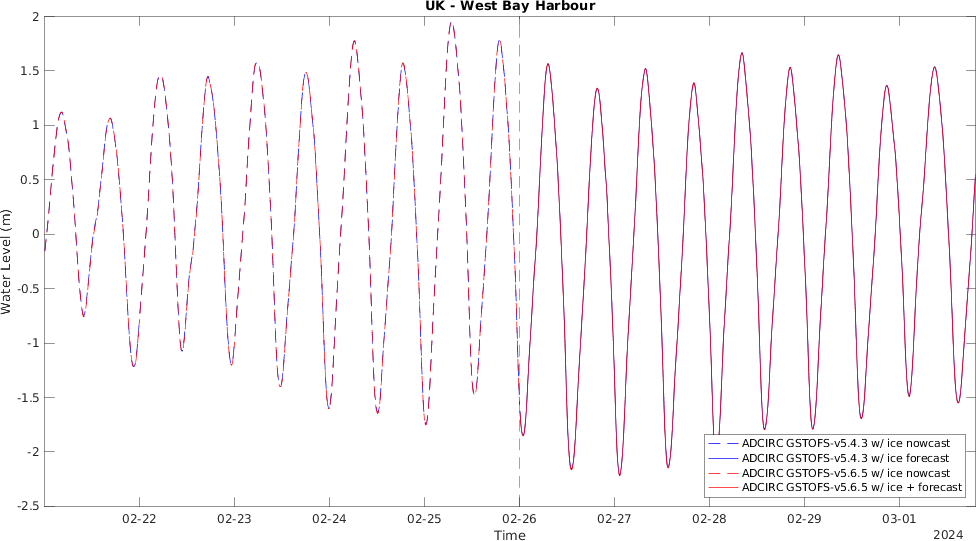 UK - West Bay Harbour
2
1.5
1
0.5
0
-0.5
-1
-1.5
-2
-2.5
Water Level (m)
02-22 02-23 02-24 02-25 02-26 02-27 02-28 02-29 03-01
Time
2024
ADCIRC GSTOFS-v5.4.3 w/ ice nowcast
ADCIRC GSTOFS-v5.4.3 w/ ice forecast
ADCIRC GSTOFS-v5.6.5 w/ ice nowcast
ADCIRC GSTOFS-v5.6.5 w/ ice + forecast